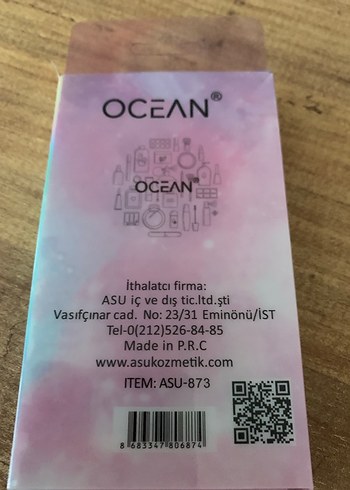 OCEAN®
OCEAN®
İthalatcı firma:
ASU iç ve dış tic.ltd.şti
Vasıfçınar cad. No: 23/31 Eminönü/İST
Tel-0(212)526-84-85
Made in P.R.C
www.asukozmetik.com
ITEM: ASU-873
8 683347 806874